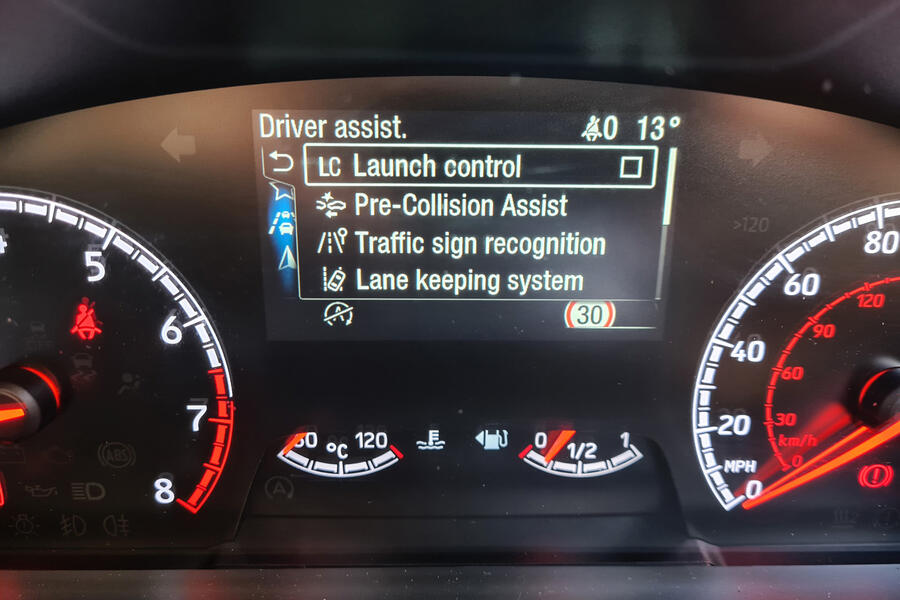 Driver assist. 0 13°
LC Launch control
Pre-Collision Assist
Traffic sign recognition
Lane keeping system
30
>120
5
6
7
8
ABS
°C 120
0 1/2 1
80
60
40
20
0
MPH
120
90
60
30
0
km/h